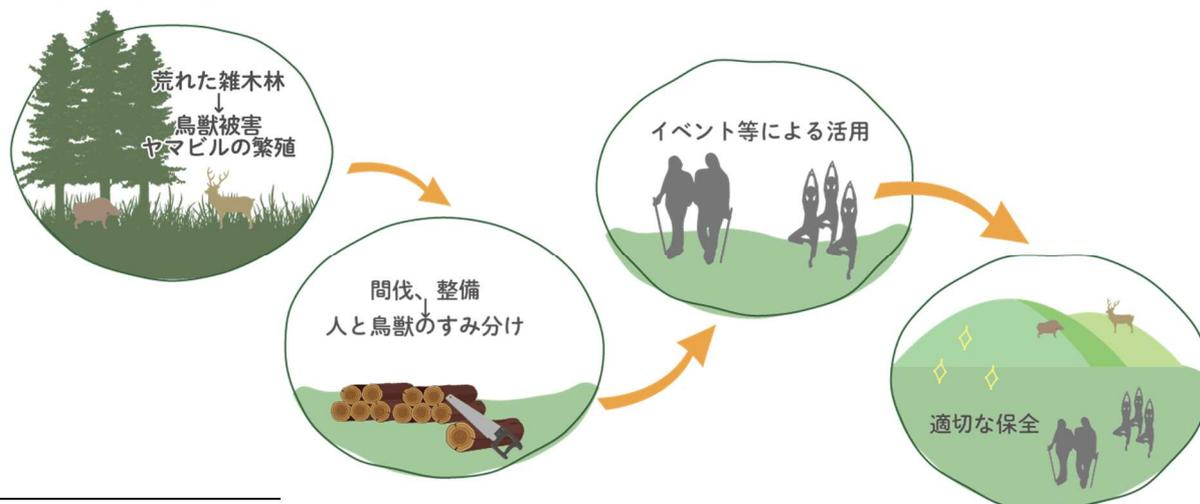 荒れた雑木林
↓
鳥獣被害
ヤマビルの繁殖
間伐、整備
↓
人と鳥獣のすみ分け
イベント等による活用
適切な保全